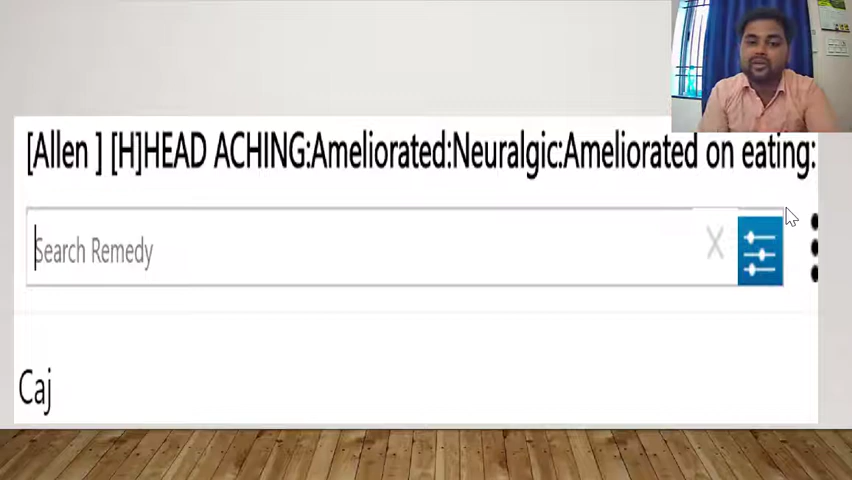 [Allen ] [H]HEAD ACHING:Ameliorated:Neuralgic:Ameliorated on eating:
Search Remedy
X
Caj